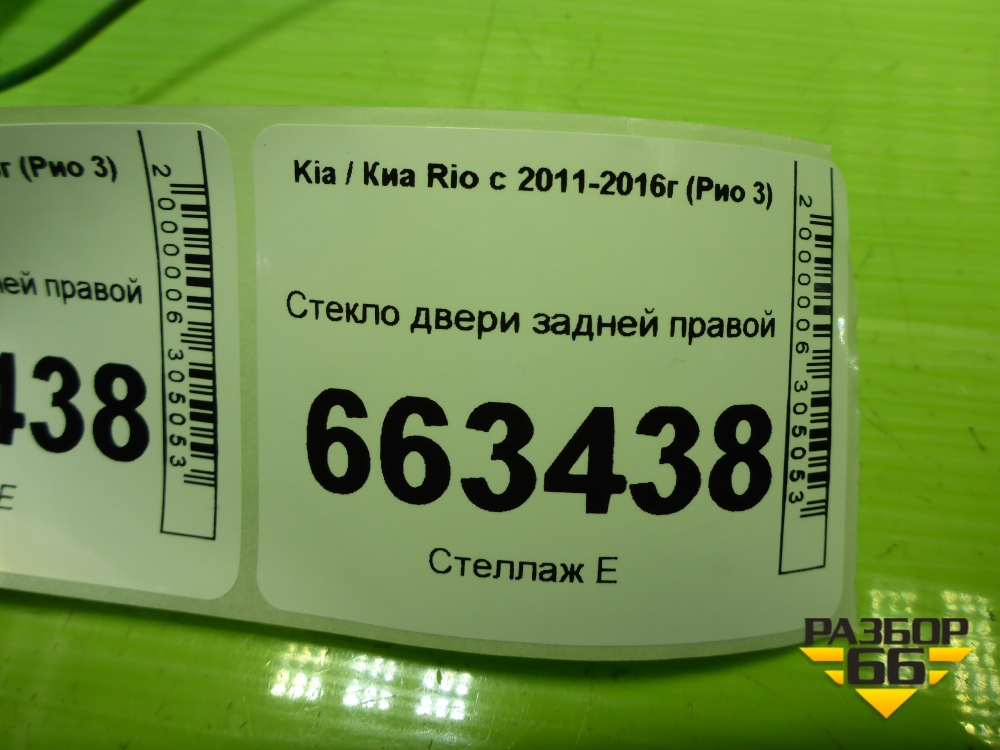 г (Рио 3)
ней правой
438
Е
2000006305053
Kia / Киа Rio с 2011-2016г (Рио 3)
Стекло двери задней правой
663438
Стеллаж Е
2000006305053
РАЗБОР
66